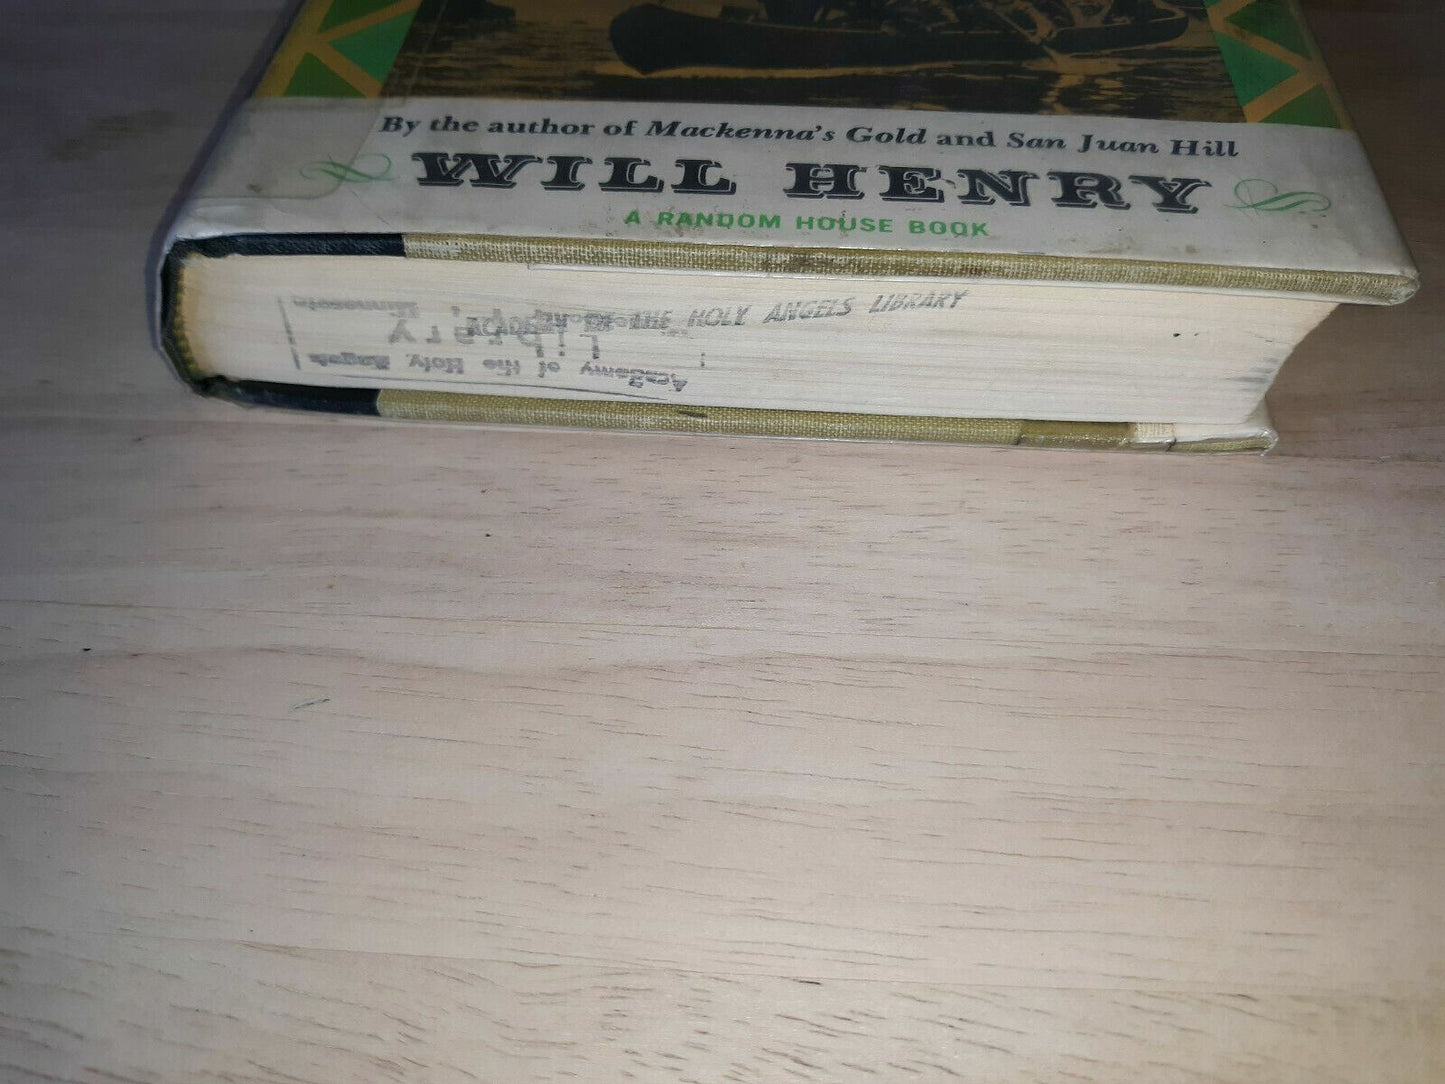 By the author of Mackenna's Gold and San Juan Hill
WILL HENRY
A RANDOM HOUSE BOOK
ACADEMY OF THE HOLY ANGELS LIBRARY
Academy of the Holy Angels
Library
Minnesota